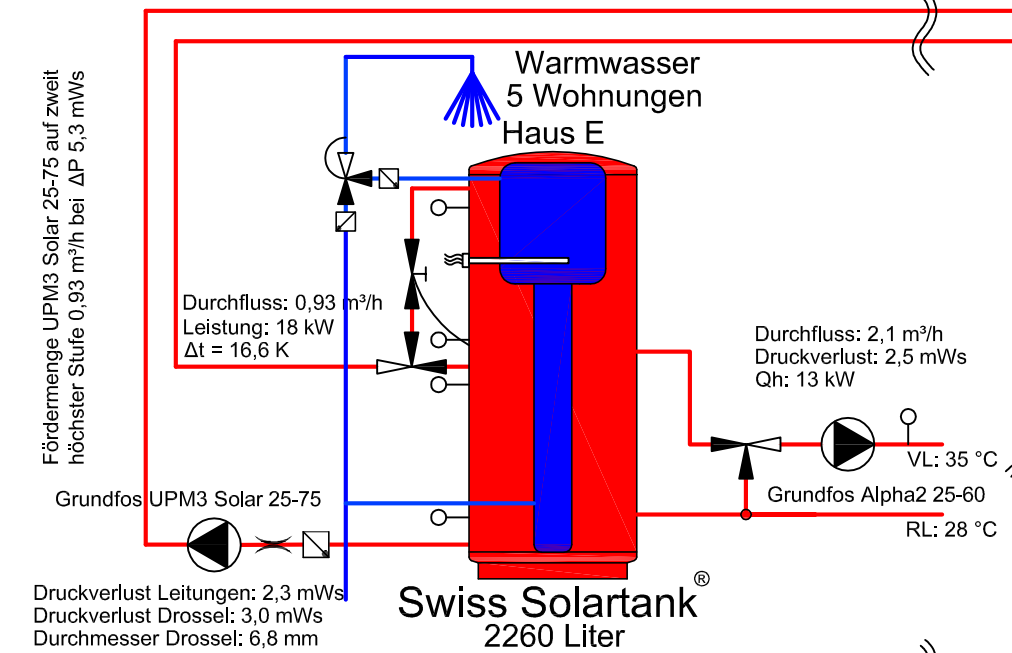 Fördermenge UPM3 Solar 25-75 auf zweit
höchster Stufe 0,93 m³/h bei ΔP 5,3 mWs
Warmwasser
5 Wohnungen
Haus E
Durchfluss: 0,93 m³/h
Leistung: 18 kW
Δt = 16,6 K
Durchfluss: 2,1 m³/h
Druckverlust: 2,5 mWs
Qh: 13 kW
VL: 35 °C
Grundfos Alpha2 25-60
RL: 28 °C
Grundfos UPM3 Solar 25-75
Druckverlust Leitungen: 2,3 mWs
Druckverlust Drossel: 3,0 mWs
Durchmesser Drossel: 6,8 mm
Swiss Solartank®
2260 Liter